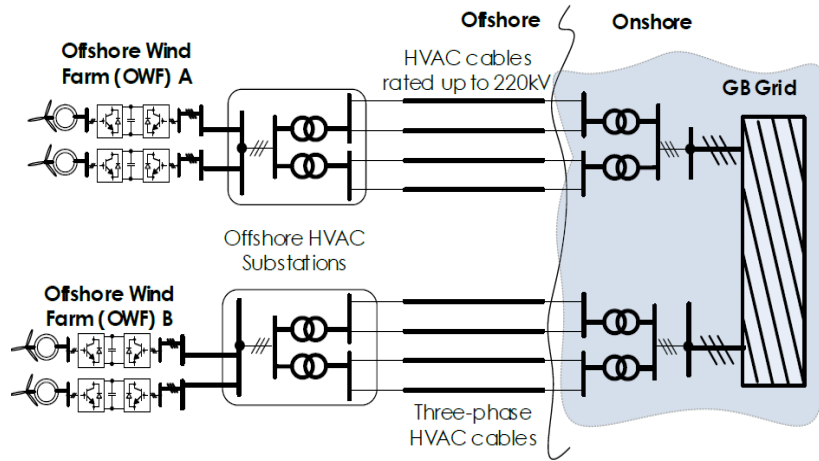 Offshore
Onshore
Offshore Wind
Farm (OWF) A
HVAC cables
rated up to 220kV
GB Grid
Offshore HVAC
Substations
Offshore Wind
Farm (OWF) B
Three-phase
HVAC cables